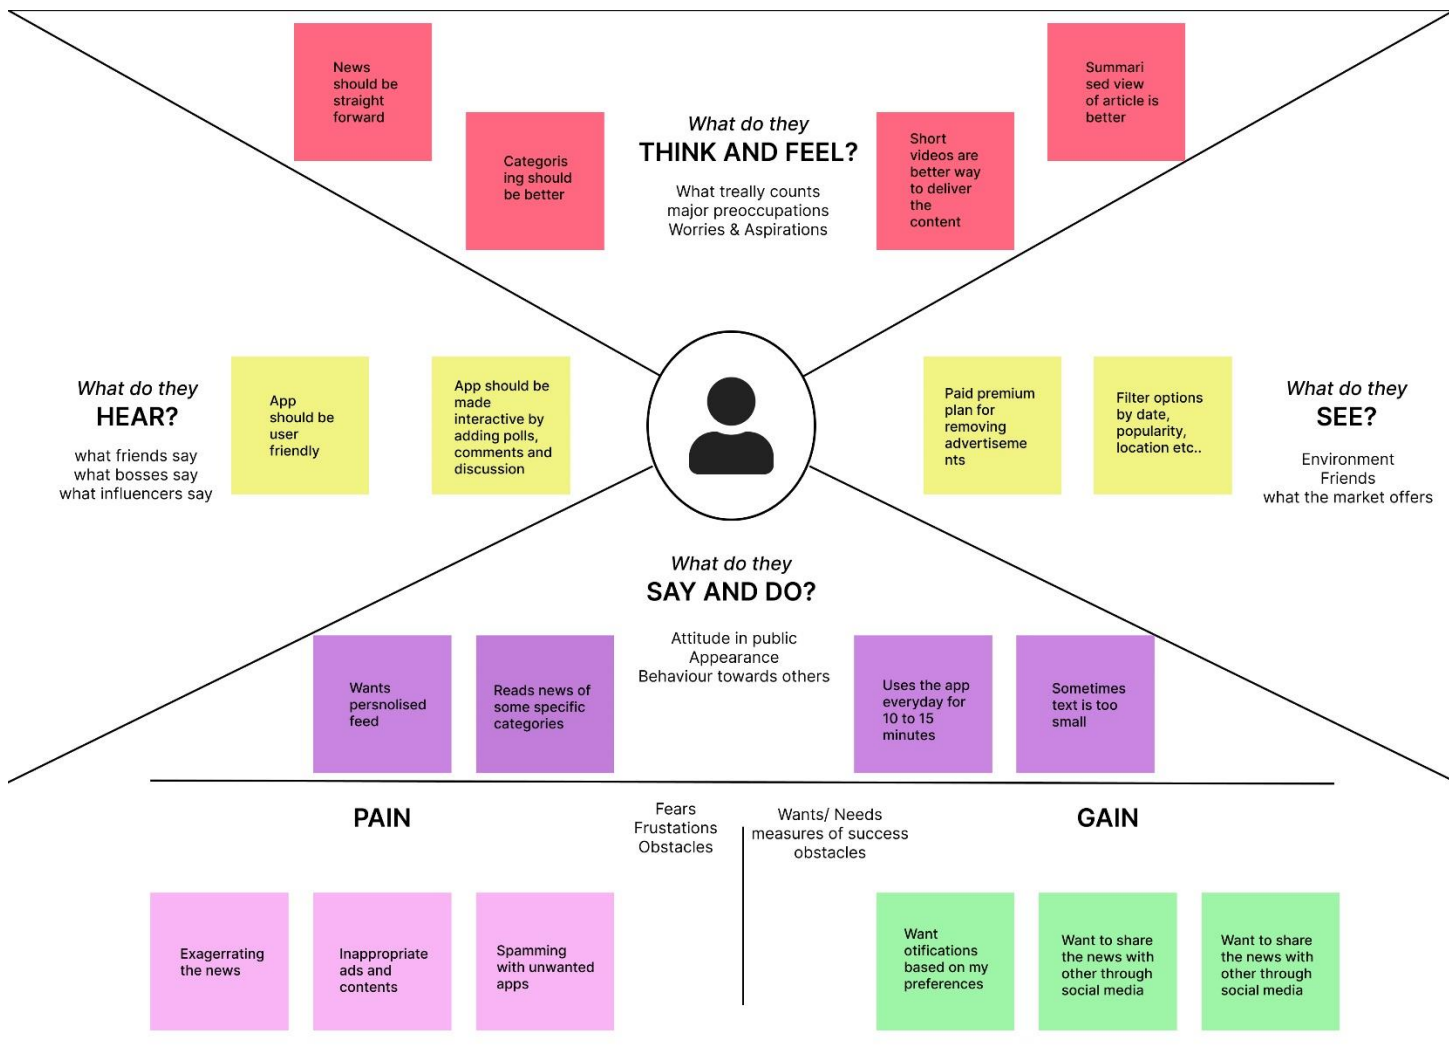 News
should be
straight
forward
Categoris
ing should
be better
What do they
THINK AND FEEL?
What treally counts
major preoccupations
Worries & Aspirations
Short
videos are
better way
to deliver
the
content
Summari
sed view
of article is
better
What do they
HEAR?
what friends say
what bosses say
what influencers say
App
should be
user
friendly
App should be
made
interactive by
adding polls,
comments and
discussion
Paid premium
plan for
removing
advertiseme
nts
Filter options
by date,
popularity,
location etc..
What do they
SEE?
Environment
Friends
what the market offers
What do they
SAY AND DO?
Attitude in public
Appearance
Behaviour towards others
Wants
persnolised
feed
Reads news of
some specific
categories
Uses the app
everyday for
10 to 15
minutes
Sometimes
text is too
small
PAIN
Fears
Frustations
Obstacles
Wants/ Needs
measures of success
obstacles
GAIN
Exagerrating
the news
Inappropriate
ads and
contents
Spamming
with unwanted
apps
Want
otifications
based on my
preferences
Want to share
the news with
other through
social media
Want to share
the news with
other through
social media